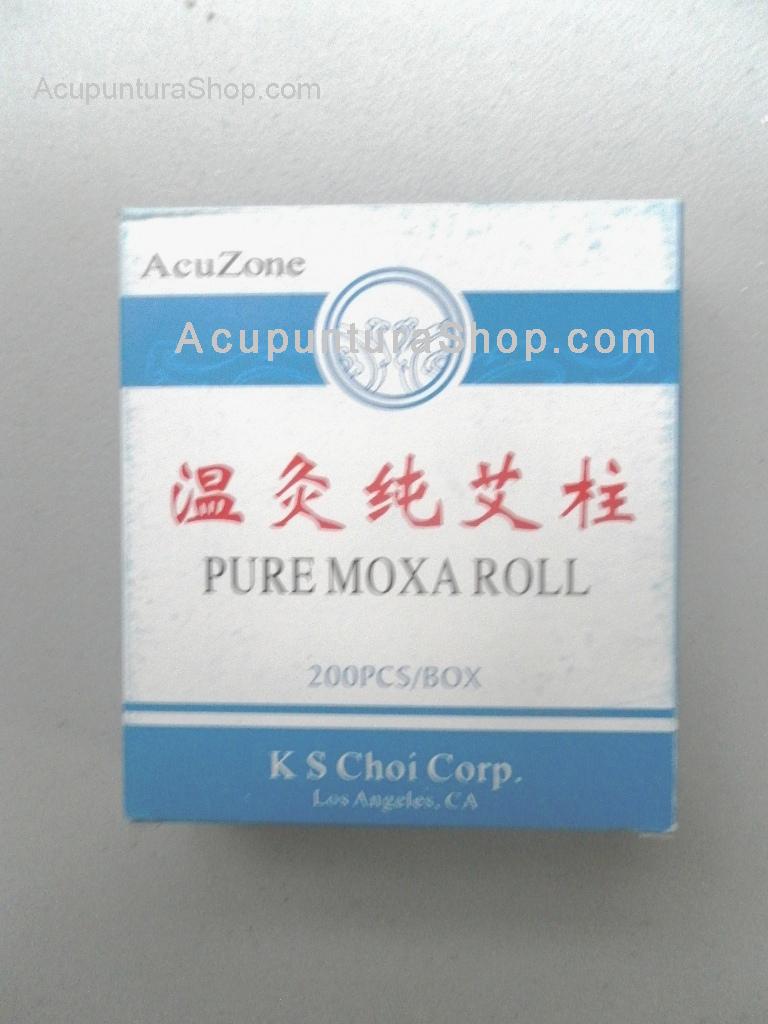 AcupunturaShop.com
AcuZone
AcupunturaShop.com
温灸纯艾柱
PURE MOXA ROLL
200PCS/BOX
K S Choi Corp.
Los Angeles, CA